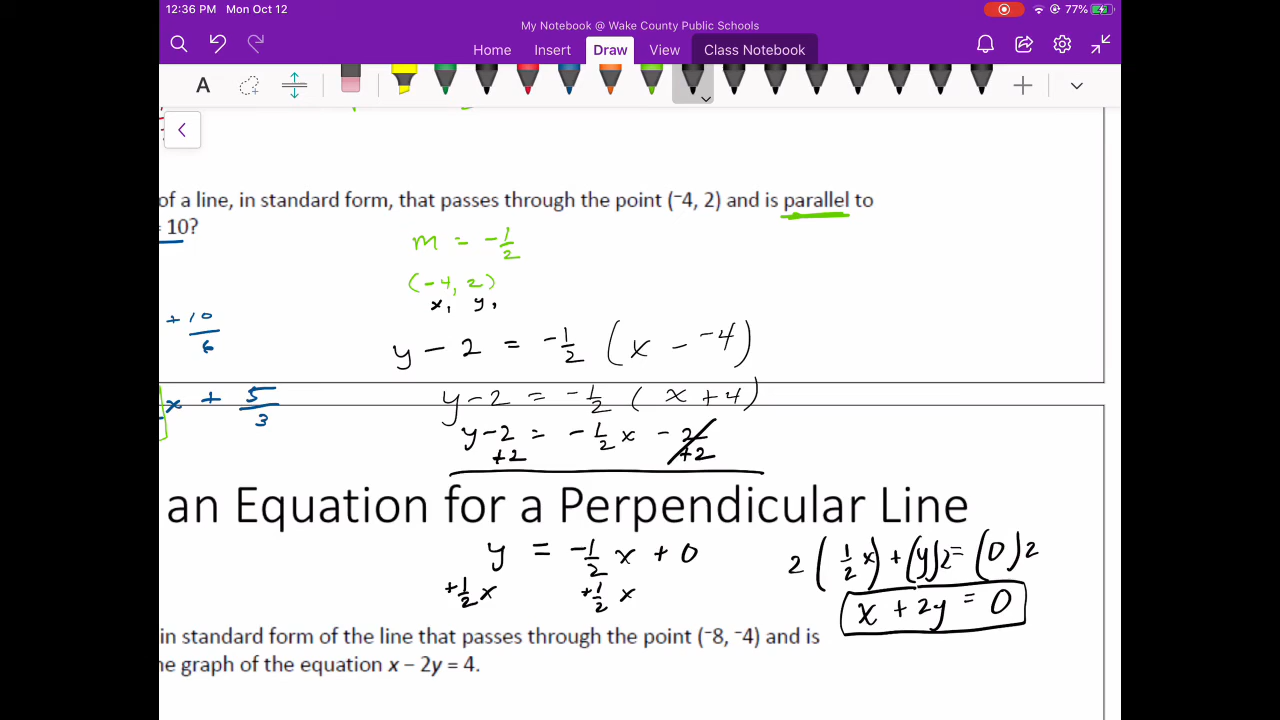 12:36 PM Mon Oct 12
77%
My Notebook @ Wake County Public Schools
Home Insert Draw View Class Notebook
A
of a line, in standard form, that passes through the point (⁻4, 2) and is parallel to
= 10?
m = -1/2
(-4, 2)
x₁ y₁
+10/6
y - 2 = -1/2 (x - ⁻4)
x + 5/3
y-2 = -1/2 (x + 4)
y-2 = -1/2 x - 2
+2 +2
an Equation for a Perpendicular Line
y = -1/2 x + 0
2(1/2 x) + (y)2 = (0)2
+1/2 x +1/2 x
x + 2y = 0
in standard form of the line that passes through the point (⁻8, ⁻4) and is
the graph of the equation x – 2y = 4.